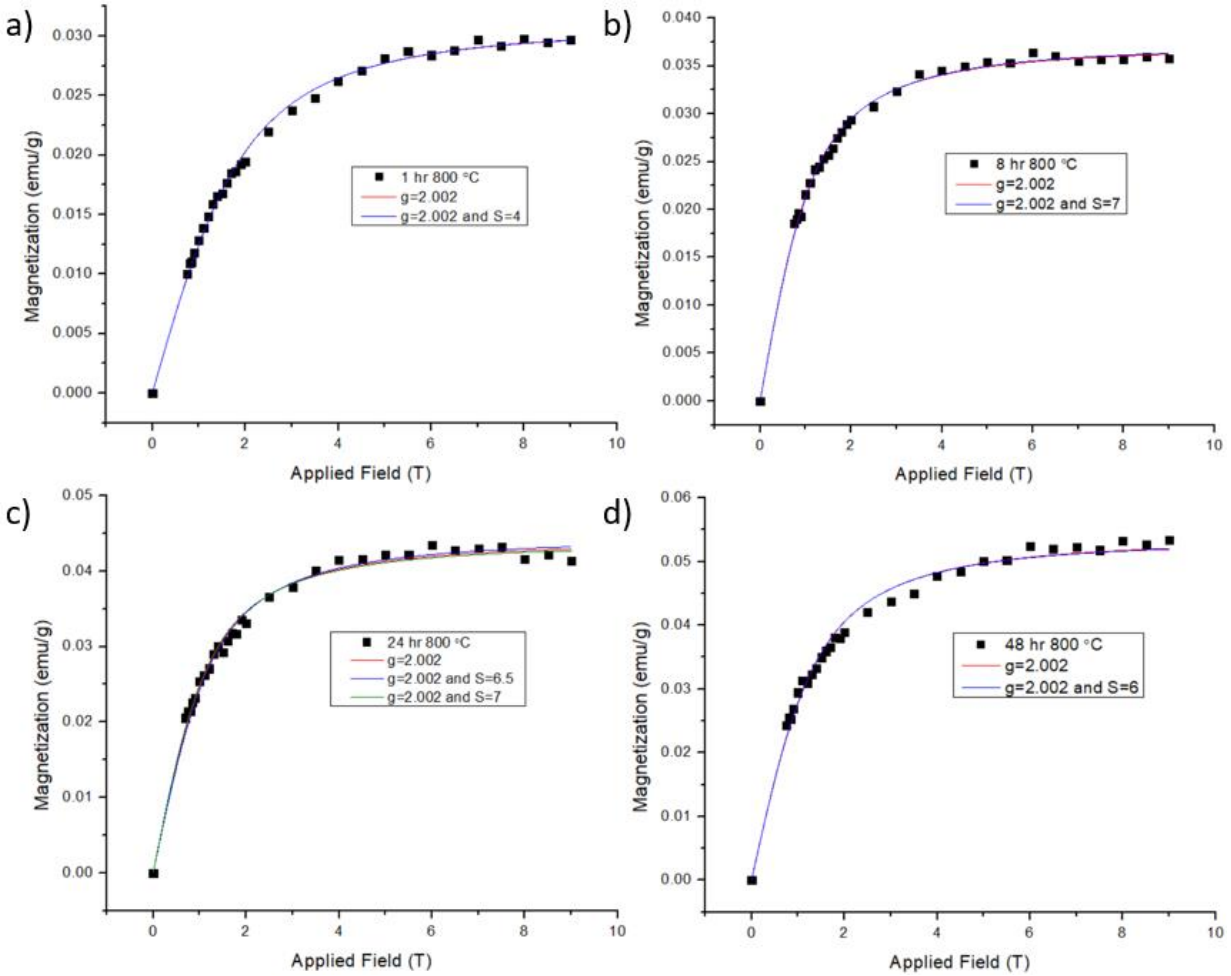 a)
0.030
0.025
0.020
0.015
0.010
0.005
0.000
Magnetization (emu/g)
1 hr 800 °C
g=2.002
g=2.002 and S=4
0 2 4 6 8 10
Applied Field (T)
b)
0.040
0.035
0.030
0.025
0.020
0.015
0.010
0.005
0.000
Magnetization (emu/g)
8 hr 800 °C
g=2.002
g=2.002 and S=7
0 2 4 6 8 10
Applied Field (T)
c)
0.05
0.04
0.03
0.02
0.01
0.00
Magnetization (emu/g)
24 hr 800 °C
g=2.002
g=2.002 and S=6.5
g=2.002 and S=7
0 2 4 6 8 10
Applied Field (T)
d)
0.06
0.05
0.04
0.03
0.02
0.01
0.00
Magnetization (emu/g)
48 hr 800 °C
g=2.002
g=2.002 and S=6
0 2 4 6 8 10
Applied Field (T)